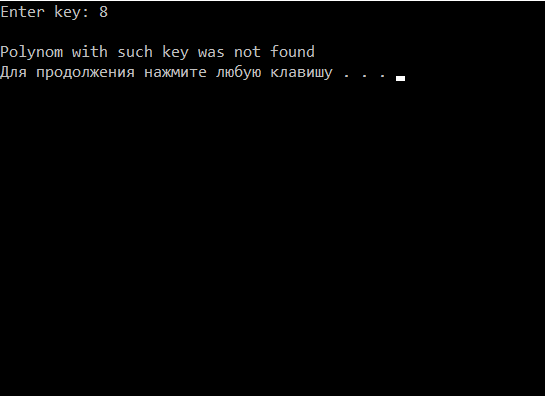 Enter key: 8
Polynom with such key was not found
Для продолжения нажмите любую клавишу . . .